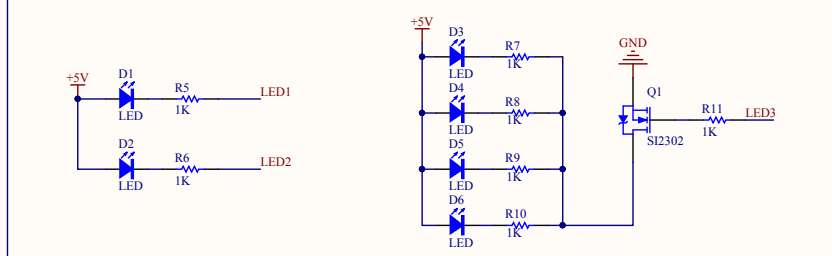 +5V
D1
LED
R5
1K
LED1
D2
LED
R6
1K
LED2
+5V
D3
LED
R7
1K
D4
LED
R8
1K
D5
LED
R9
1K
D6
LED
R10
1K
GND
Q1
SI2302
R11
1K
LED3